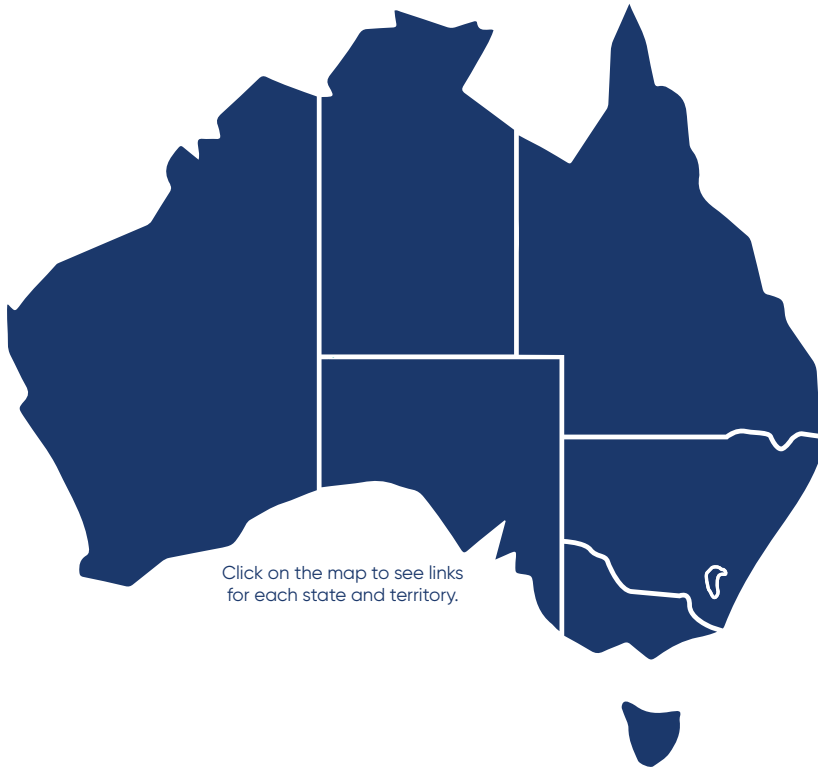 Click on the map to see links
for each state and territory.